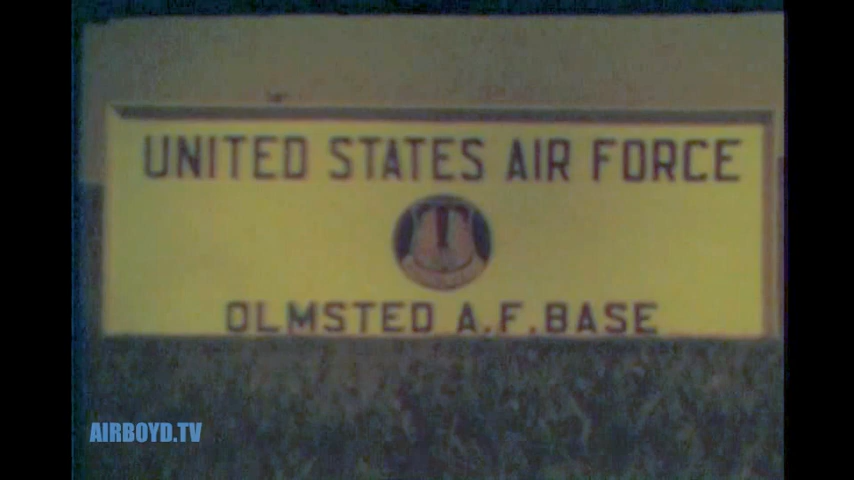 UNITED STATES AIR FORCE
OLMSTED A.F.BASE
AIRBOYD.TV